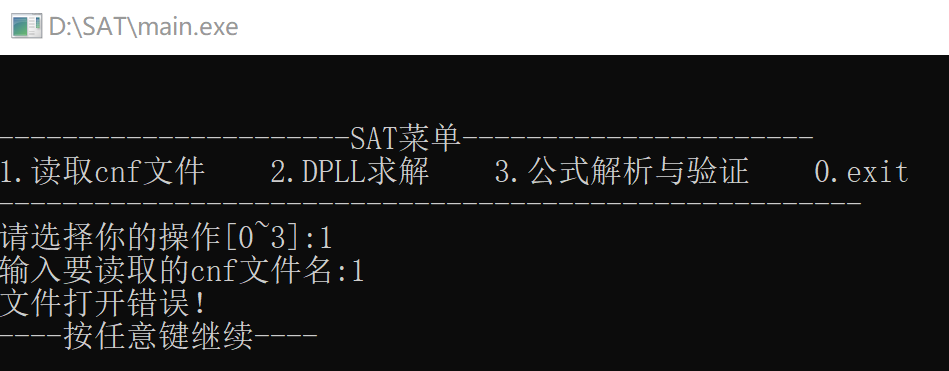 D:\SAT\main.exe
----------------------SAT菜单----------------------
1.读取cnf文件    2.DPLL求解    3.公式解析与验证    0.exit
------------------------------------------------------
请选择你的操作[0~3]:1
输入要读取的cnf文件名:1
文件打开错误!
----按任意键继续----